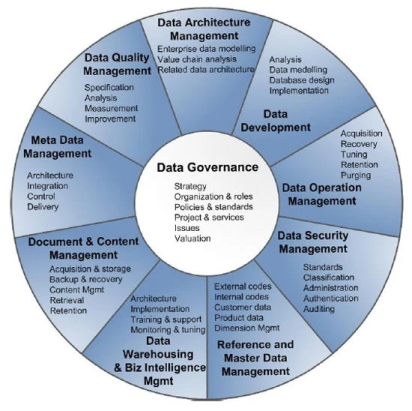 Data Architecture
Management
Enterprise data modelling
Value chain analysis
Related data architecture
Analysis
Data modelling
Database design
Implementation
Data
Development
Acquisition
Recovery
Tuning
Retention
Purging
Data Operation
Management
Data Security
Management
Standards
Classification
Administration
Authentication
Auditing
External codes
Internal codes
Customer data
Product data
Dimension Mgmt
Reference and
Master Data
Management
Architecture
Implementation
Training & support
Monitoring & tuning
Data
Warehousing
& Biz Intelligence
Mgmt
Document & Content
Management
Acquisition & storage
Backup & recovery
Content Mgmt
Retrieval
Retention
Meta Data
Management
Architecture
Integration
Control
Delivery
Data Quality
Management
Specification
Analysis
Measurement
Improvement
Data Governance
Strategy
Organization & roles
Policies & standards
Project & services
Issues
Valuation